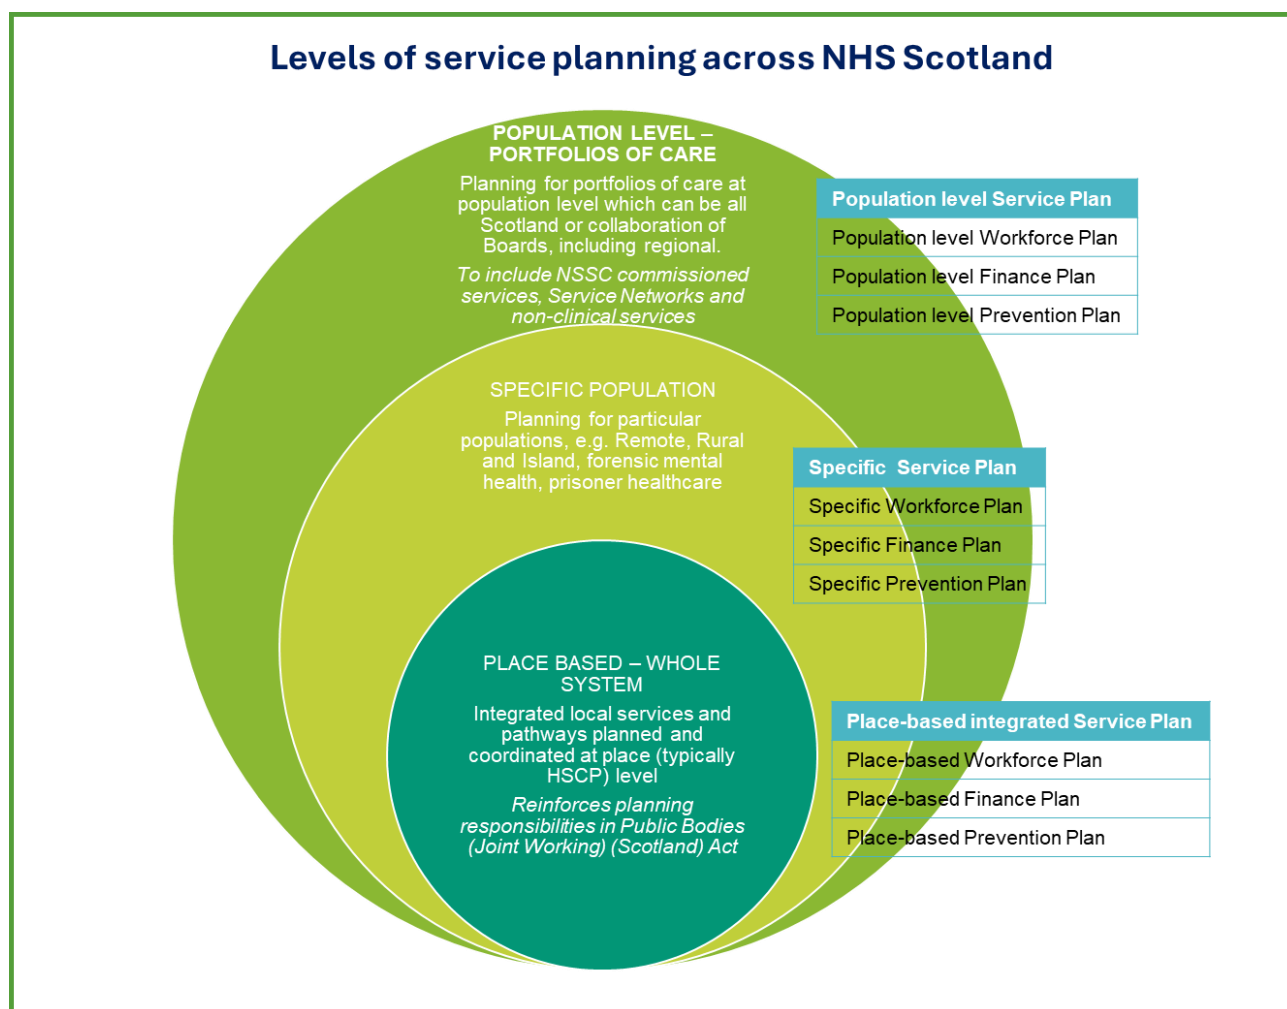 Levels of service planning across NHS Scotland
POPULATION LEVEL –
PORTFOLIOS OF CARE
Planning for portfolios of care at
population level which can be all
Scotland or collaboration of
Boards, including regional.
To include NSSC commissioned
services, Service Networks and
non-clinical services
Population level Service Plan
Population level Workforce Plan
Population level Finance Plan
Population level Prevention Plan
SPECIFIC POPULATION
Planning for particular
populations, e.g. Remote, Rural
and Island, forensic mental
health, prisoner healthcare
Specific  Service Plan
Specific Workforce Plan
Specific Finance Plan
Specific Prevention Plan
PLACE BASED – WHOLE
SYSTEM
Integrated local services and
pathways planned and
coordinated at place (typically
HSCP) level
Reinforces planning
responsibilities in Public Bodies
(Joint Working) (Scotland) Act
Place-based integrated Service Plan
Place-based Workforce Plan
Place-based Finance Plan
Place-based Prevention Plan